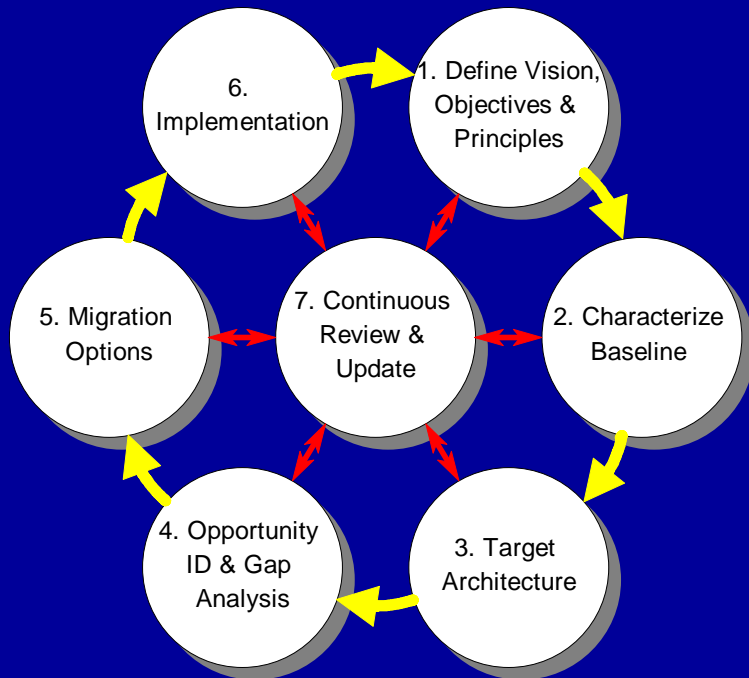 1. Define Vision,
Objectives &
Principles
2. Characterize
Baseline
3. Target
Architecture
4. Opportunity
ID & Gap
Analysis
5. Migration
Options
6.
Implementation
7. Continuous
Review &
Update